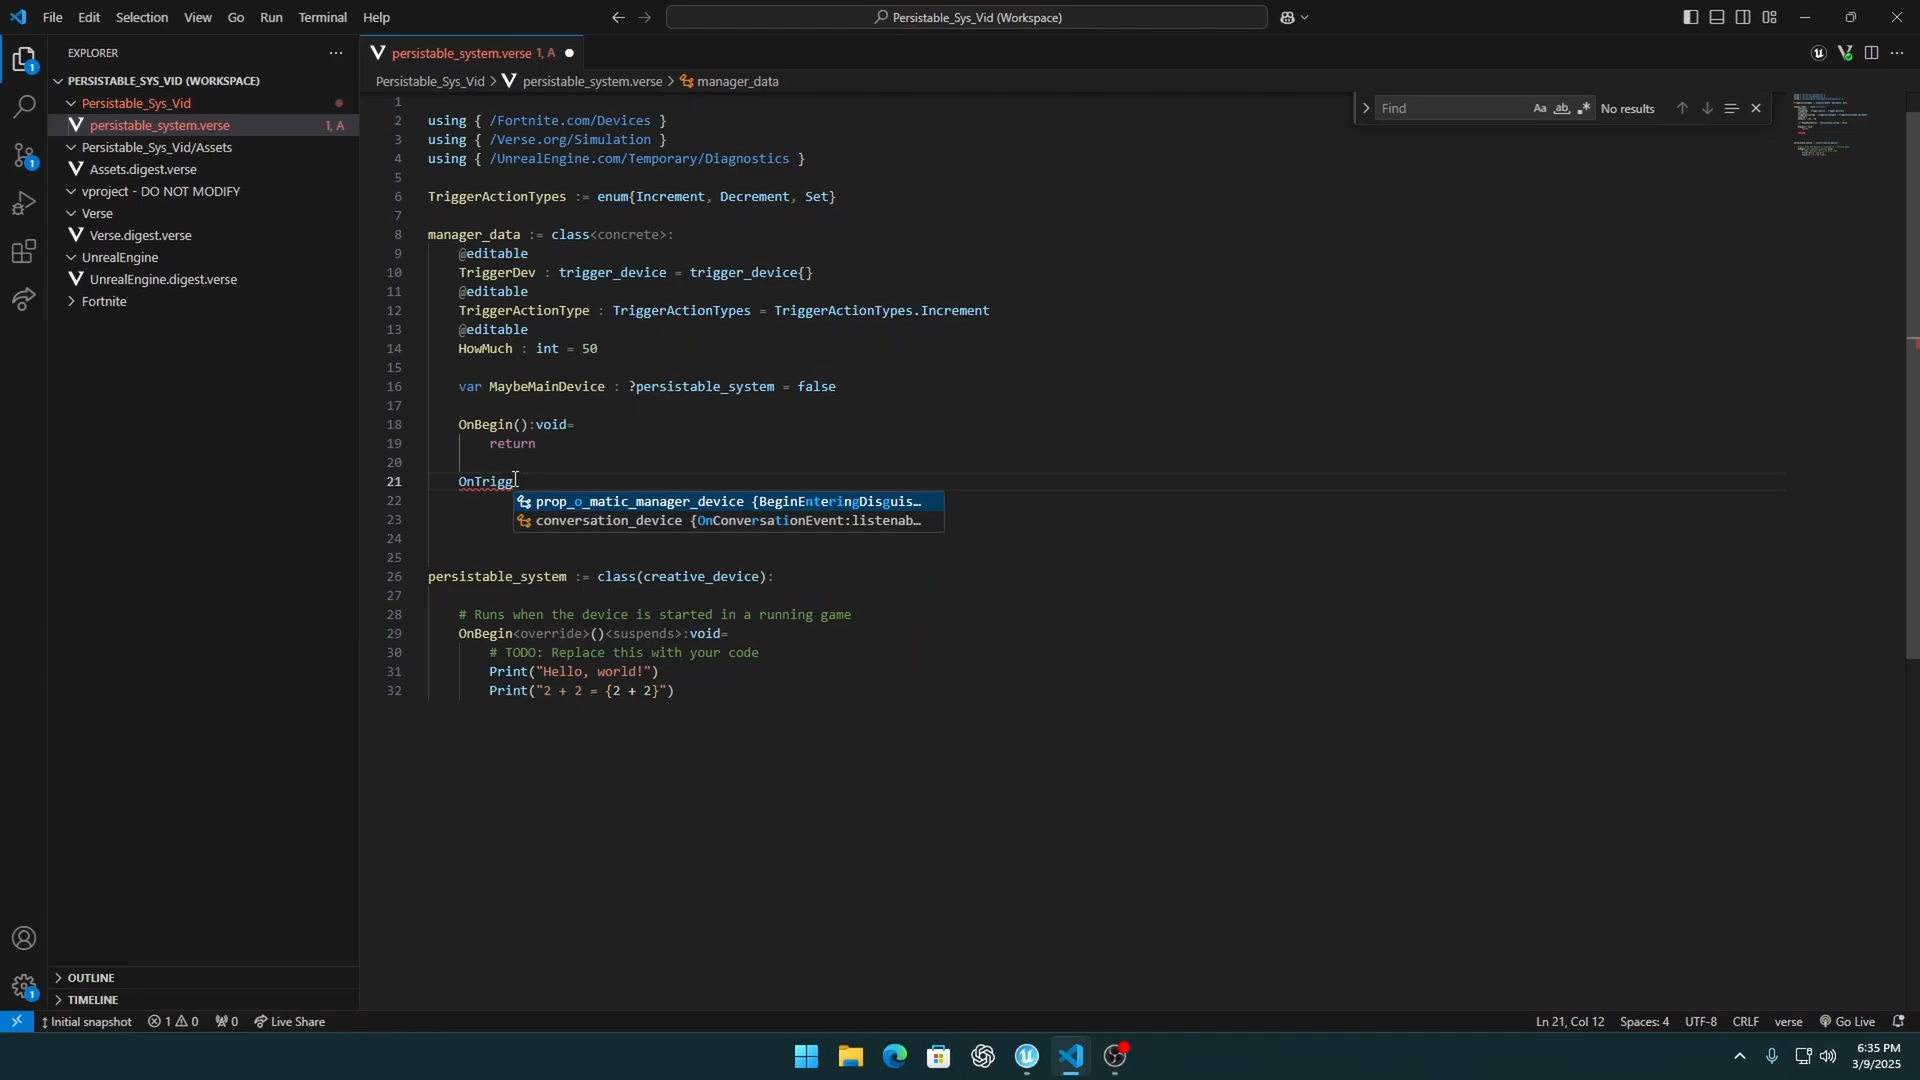 File Edit Selection View Go Run Terminal Help
Persistable_Sys_Vid (Workspace)
EXPLORER
persistable_system.verse 1, A
PERSISTABLE_SYS_VID (WORKSPACE)
Persistable_Sys_Vid
persistable_system.verse 1, A
Persistable_Sys_Vid/Assets
Assets.digest.verse
vproject - DO NOT MODIFY
Verse
Verse.digest.verse
UnrealEngine
UnrealEngine.digest.verse
Fortnite
Persistable_Sys_Vid > persistable_system.verse > manager_data
Find Aa ab No results
1
2 using { /Fortnite.com/Devices }
3 using { /Verse.org/Simulation }
4 using { /UnrealEngine.com/Temporary/Diagnostics }
5
6 TriggerActionTypes := enum{Increment, Decrement, Set}
7
8 manager_data := class<concrete>:
9 @editable
10 TriggerDev : trigger_device = trigger_device{}
11 @editable
12 TriggerActionType : TriggerActionTypes = TriggerActionTypes.Increment
13 @editable
14 HowMuch : int = 50
15
16 var MaybeMainDevice : ?persistable_system = false
17
18 OnBegin():void=
19 return
20
21 OnTrigg
22 prop_o_matic_manager_device {BeginEnteringDisguis…
23 conversation_device {OnConversationEvent:listenab…
24
25
26 persistable_system := class(creative_device):
27
28 # Runs when the device is started in a running game
29 OnBegin<override>()<suspends>:void=
30 # TODO: Replace this with your code
31 Print("Hello, world!")
32 Print("2 + 2 = {2 + 2}")
OUTLINE
TIMELINE
Initial snapshot 1 0 0 Live Share
Ln 21, Col 12 Spaces: 4 UTF-8 CRLF verse Go Live
6:35 PM
3/9/2025